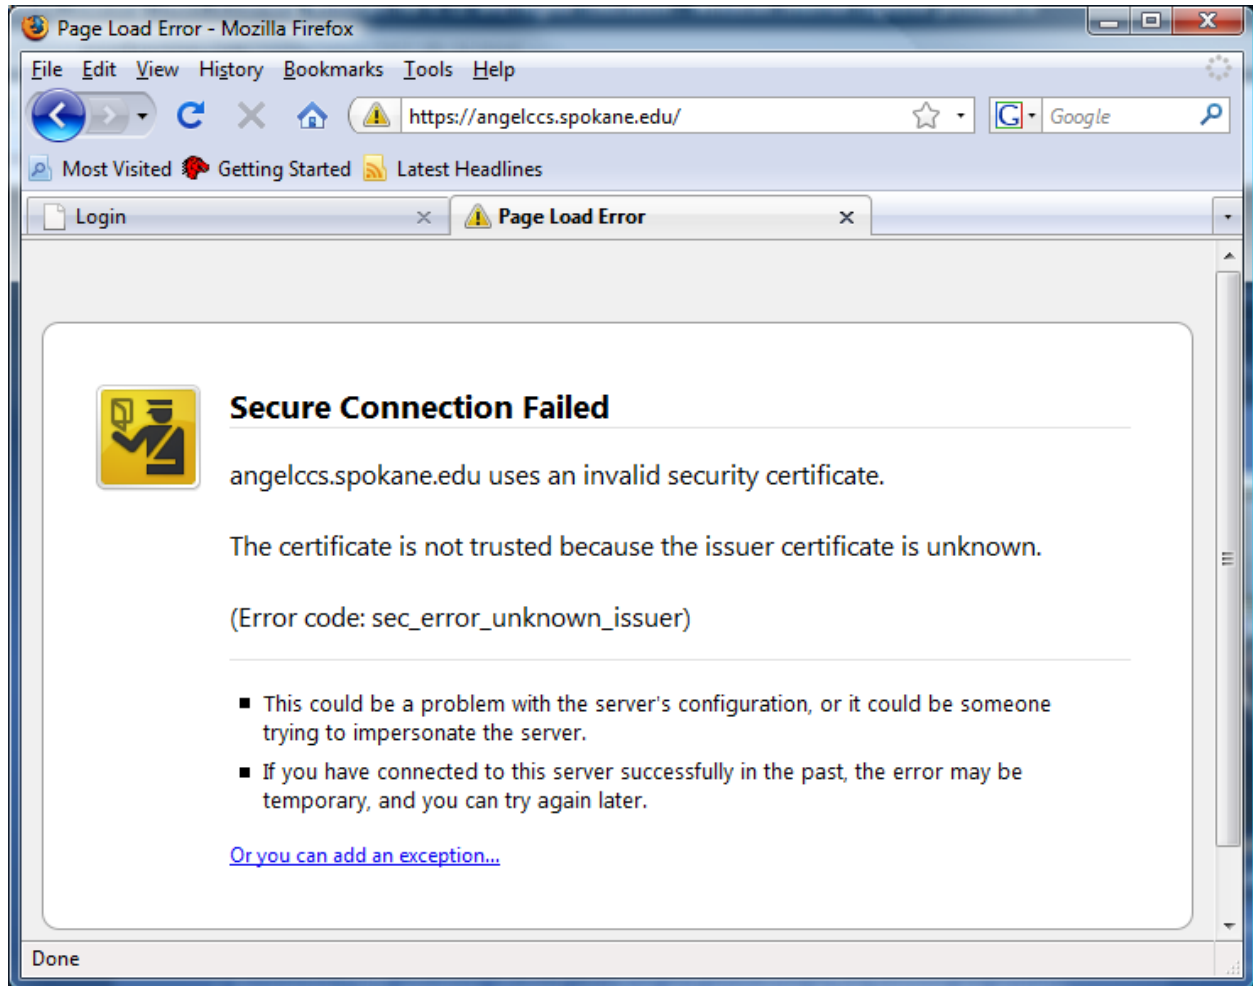 Page Load Error - Mozilla Firefox
File Edit View History Bookmarks Tools Help
https://angelccs.spokane.edu/
G Google
Most Visited Getting Started Latest Headlines
Login Page Load Error
Secure Connection Failed
angelccs.spokane.edu uses an invalid security certificate.
The certificate is not trusted because the issuer certificate is unknown.
(Error code: sec_error_unknown_issuer)
This could be a problem with the server's configuration, or it could be someone
trying to impersonate the server.
If you have connected to this server successfully in the past, the error may be
temporary, and you can try again later.
Or you can add an exception...
Done